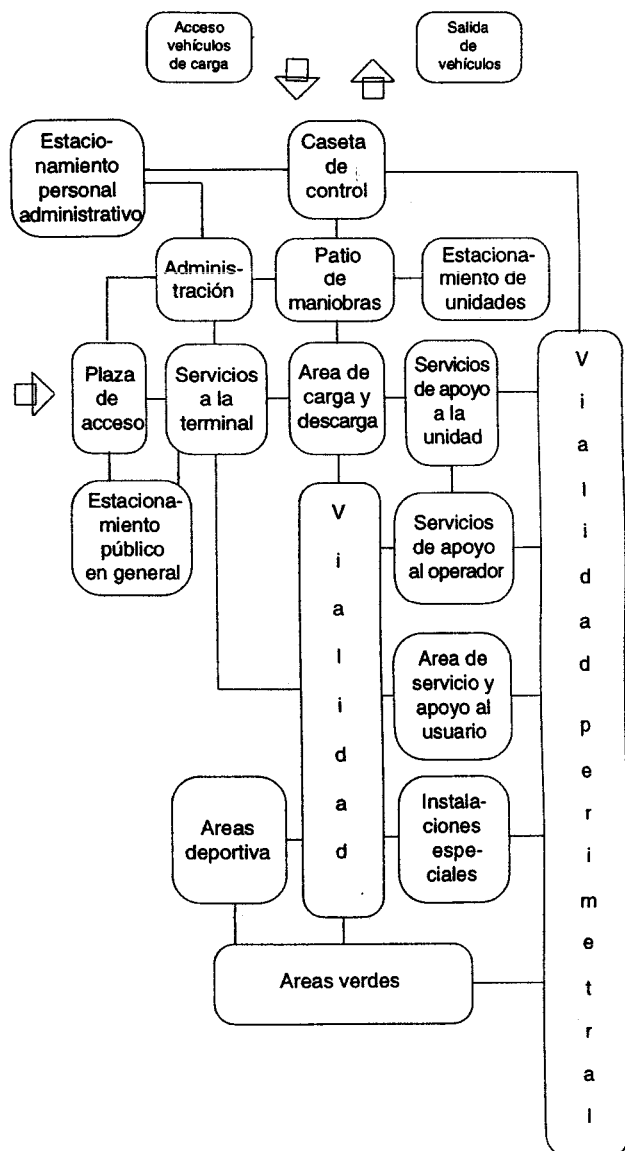 Acceso
vehículos
de carga
Salida
de
vehículos
Estacio-
namiento
personal
administrativo
Caseta
de
control
Adminis-
tración
Patio
de
maniobras
Estaciona-
miento de
unidades
Plaza
de
acceso
Servicios
a la
terminal
Area de
carga y
descarga
Servicios
de apoyo
a la
unidad
Vialidad perimetral
Estaciona-
miento
público
en general
Vialidad
Servicios
de apoyo
al operador
Area de
servicio y
apoyo al
usuario
Areas
deportiva
Instala-
ciones
espe-
ciales
Areas verdes